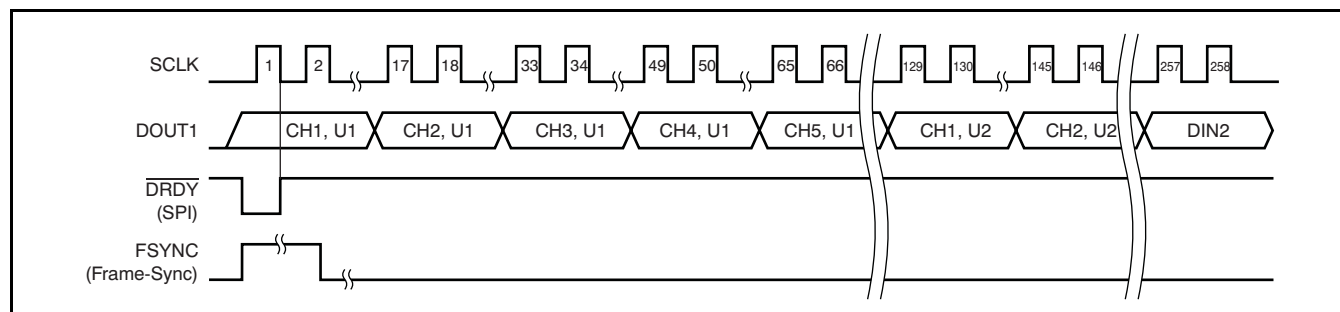 SCLK
1 2 17 18 33 34 49 50 65 66 129 130 145 146 257 258
DOUT1
CH1, U1 CH2, U1 CH3, U1 CH4, U1 CH5, U1 CH1, U2 CH2, U2 DIN2
DRDY
(SPI)
FSYNC
(Frame-Sync)